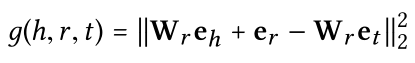 g(h, r, t) = ‖W_r e_h + e_r − W_r e_t‖_2^2